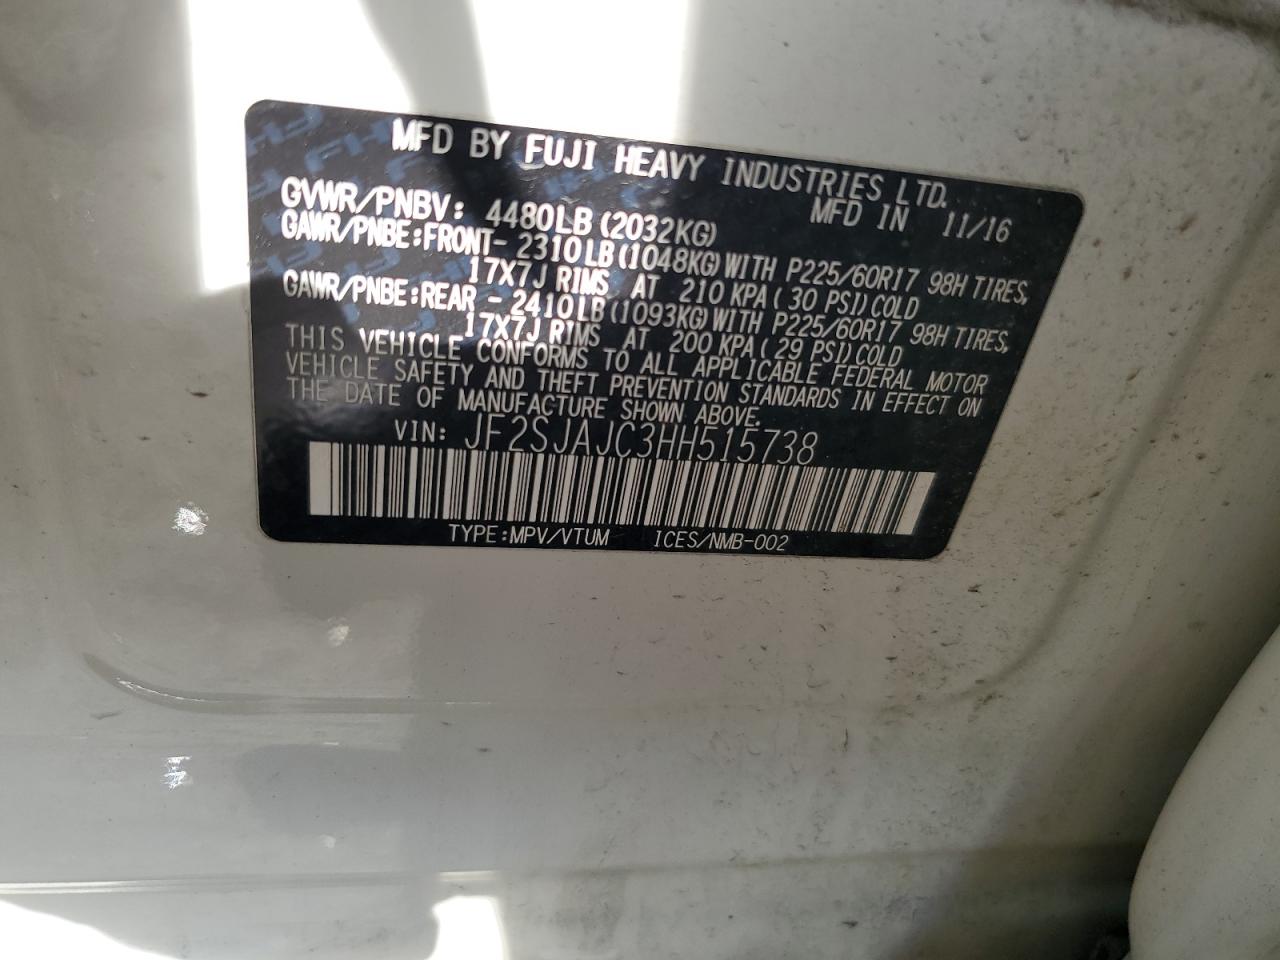 MFD BY FUJI HEAVY INDUSTRIES LTD.
MFD IN 11/16
GVWR/PNBV: 4480LB(2032KG)
GAWR/PNBE:FRONT- 2310LB(1048KG)WITH P225/60R17 98H TIRES,
17X7J RIMS AT 210 KPA(30 PSI)COLD
GAWR/PNBE:REAR - 2410LB(1093KG)WITH P225/60R17 98H TIRES,
17X7J RIMS AT 200 KPA(29 PSI)COLD
THIS VEHICLE CONFORMS TO ALL APPLICABLE FEDERAL MOTOR
VEHICLE SAFETY AND THEFT PREVENTION STANDARDS IN EFFECT ON
THE DATE OF MANUFACTURE SHOWN ABOVE.
VIN: JF2SJAJC3HH515738
TYPE:MPV/VTUM ICES/NMB-002